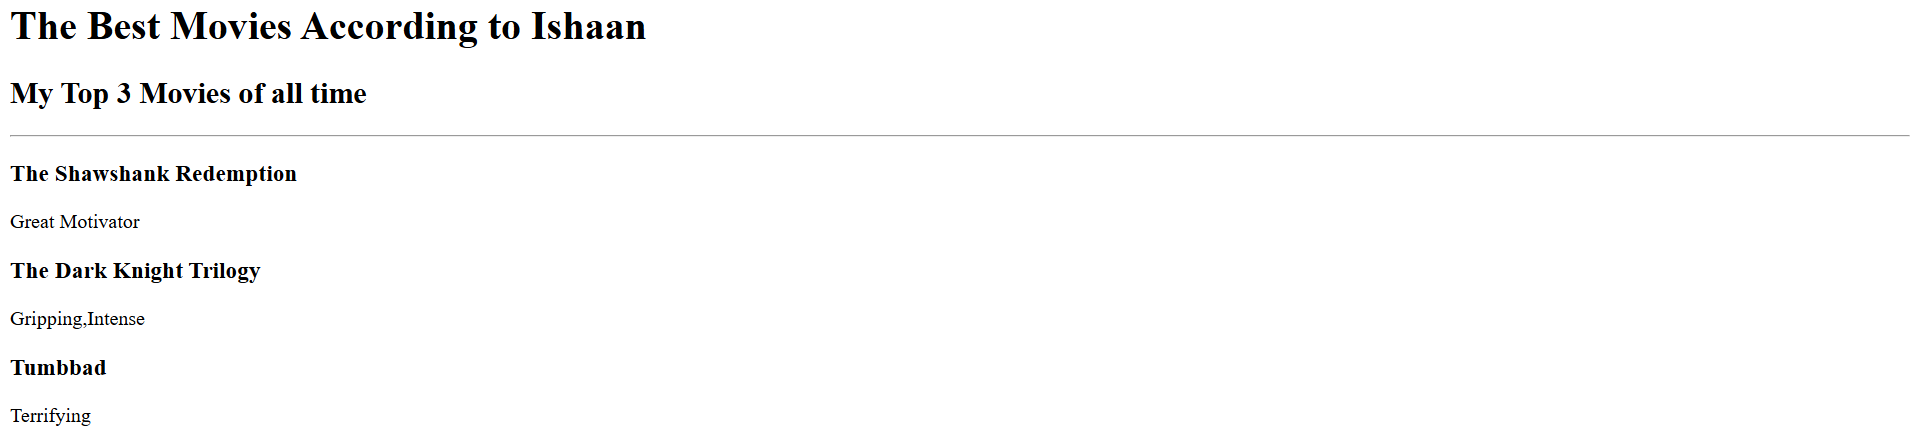 The Best Movies According to Ishaan
My Top 3 Movies of all time
The Shawshank Redemption
Great Motivator
The Dark Knight Trilogy
Gripping,Intense
Tumbbad
Terrifying